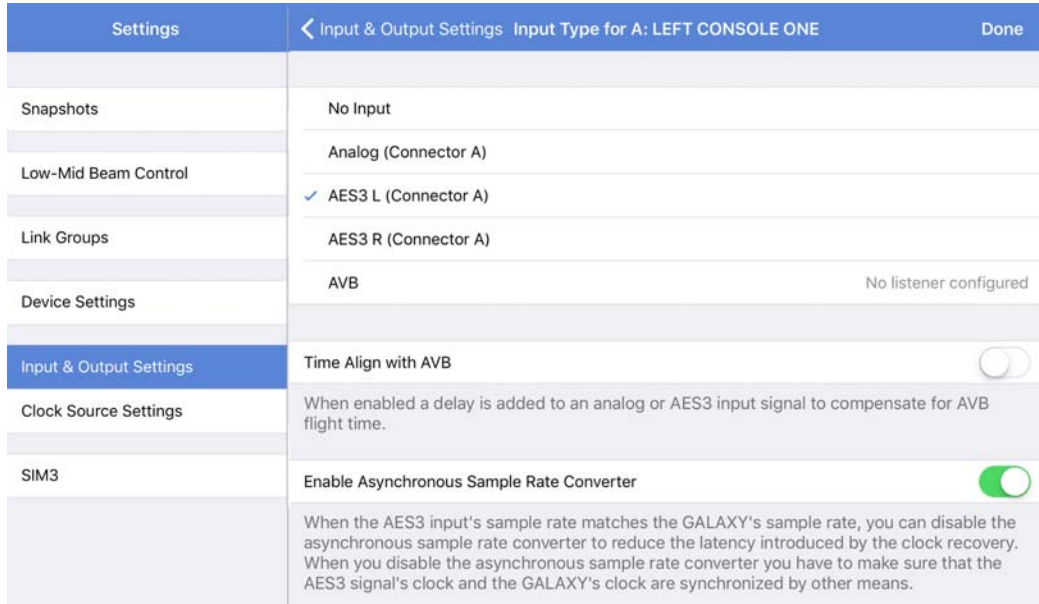 Settings
Input & Output Settings Input Type for A: LEFT CONSOLE ONE
Done
Snapshots
Low-Mid Beam Control
Link Groups
Device Settings
Input & Output Settings
Clock Source Settings
SIM3
No Input
Analog (Connector A)
AES3 L (Connector A)
AES3 R (Connector A)
AVB No listener configured
Time Align with AVB
When enabled a delay is added to an analog or AES3 input signal to compensate for AVB
flight time.
Enable Asynchronous Sample Rate Converter
When the AES3 input's sample rate matches the GALAXY's sample rate, you can disable the
asynchronous sample rate converter to reduce the latency introduced by the clock recovery.
When you disable the asynchronous sample rate converter you have to make sure that the
AES3 signal's clock and the GALAXY's clock are synchronized by other means.